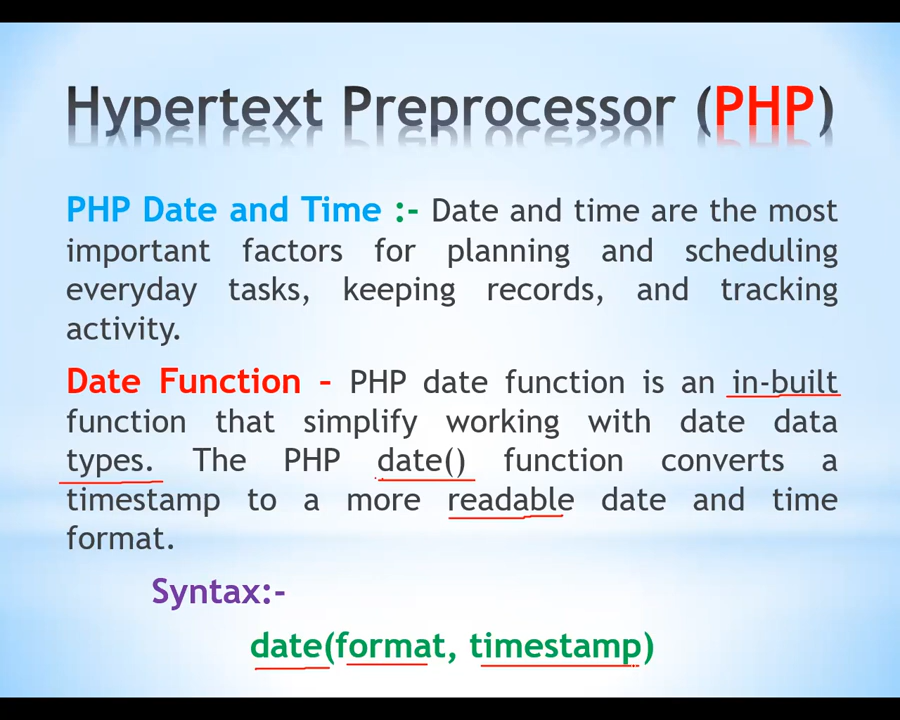 Hypertext Preprocessor (PHP)
PHP Date and Time :- Date and time are the most
important factors for planning and scheduling
everyday tasks, keeping records, and tracking
activity.
Date Function – PHP date function is an in-built
function that simplify working with date data
types. The PHP date() function converts a
timestamp to a more readable date and time
format.
Syntax:-
date(format, timestamp)